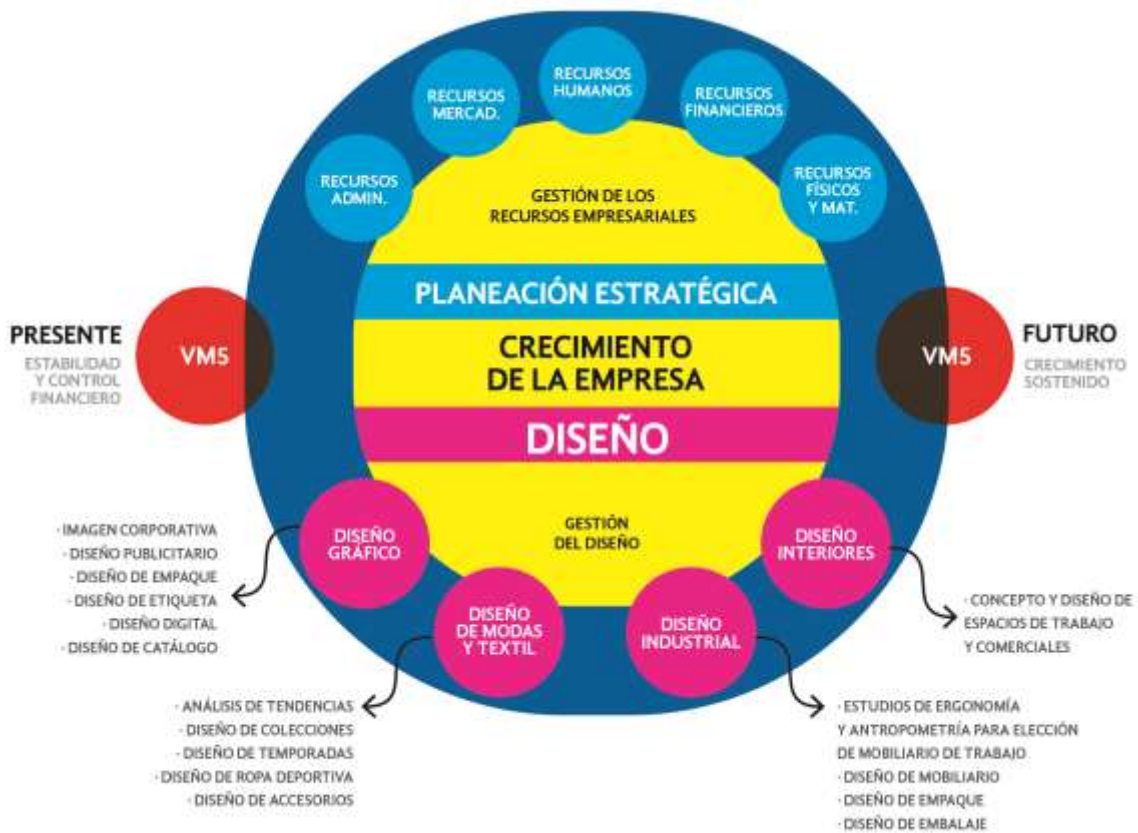 RECURSOS
HUMANOS
RECURSOS
MERCAD.
RECURSOS
FINANCIEROS
RECURSOS
ADMIN.
RECURSOS
FÍSICOS
Y MAT.
GESTIÓN DE LOS
RECURSOS EMPRESARIALES
PLANEACIÓN ESTRATÉGICA
PRESENTE
ESTABILIDAD
Y CONTROL
FINANCIERO
VM5
CRECIMIENTO
DE LA EMPRESA
VM5
FUTURO
CRECIMIENTO
SOSTENIDO
DISEÑO
GESTIÓN
DEL DISEÑO
DISEÑO
GRÁFICO
· IMAGEN CORPORATIVA
· DISEÑO PUBLICITARIO
· DISEÑO DE EMPAQUE
· DISEÑO DE ETIQUETA
· DISEÑO DIGITAL
· DISEÑO DE CATÁLOGO
DISEÑO
DE MODAS
Y TEXTIL
· ANÁLISIS DE TENDENCIAS
· DISEÑO DE COLECCIONES
· DISEÑO DE TEMPORADAS
· DISEÑO DE ROPA DEPORTIVA
· DISEÑO DE ACCESORIOS
DISEÑO
INDUSTRIAL
· ESTUDIOS DE ERGONOMÍA
Y ANTROPOMETRÍA PARA ELECCIÓN
DE MOBILIARIO DE TRABAJO
· DISEÑO DE MOBILIARIO
· DISEÑO DE EMPAQUE
· DISEÑO DE EMBALAJE
DISEÑO
INTERIORES
· CONCEPTO Y DISEÑO DE
ESPACIOS DE TRABAJO
Y COMERCIALES